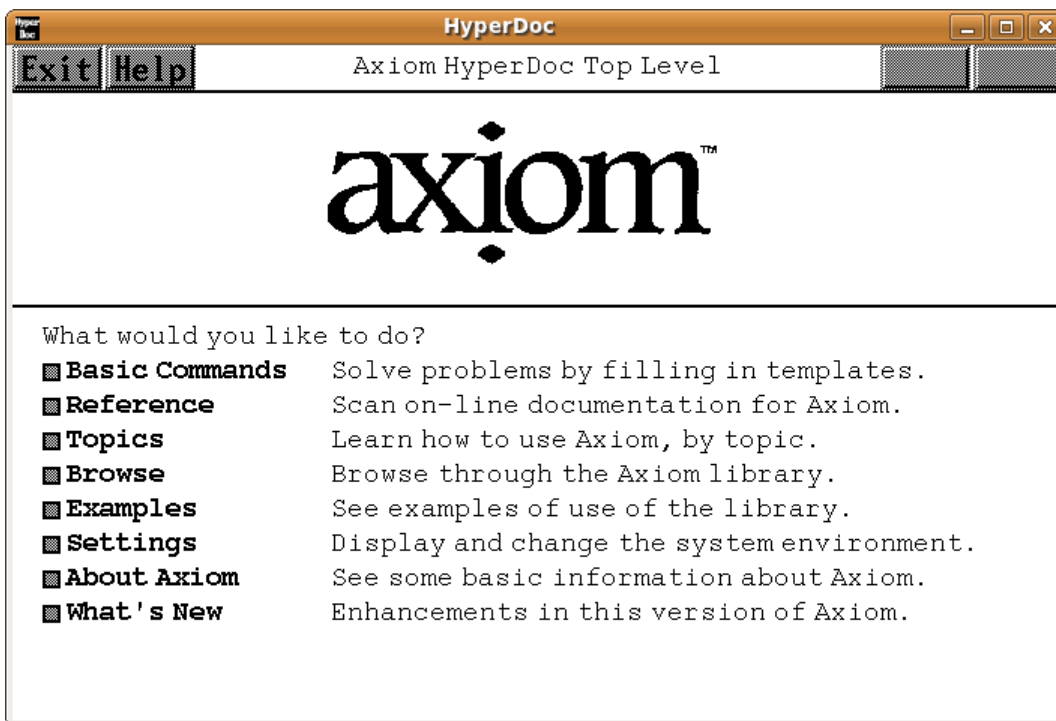 Hyper
Doc
HyperDoc
Exit Help Axiom HyperDoc Top Level
axiom™
What would you like to do?
Basic Commands Solve problems by filling in templates.
Reference Scan on-line documentation for Axiom.
Topics Learn how to use Axiom, by topic.
Browse Browse through the Axiom library.
Examples See examples of use of the library.
Settings Display and change the system environment.
About Axiom See some basic information about Axiom.
What's New Enhancements in this version of Axiom.